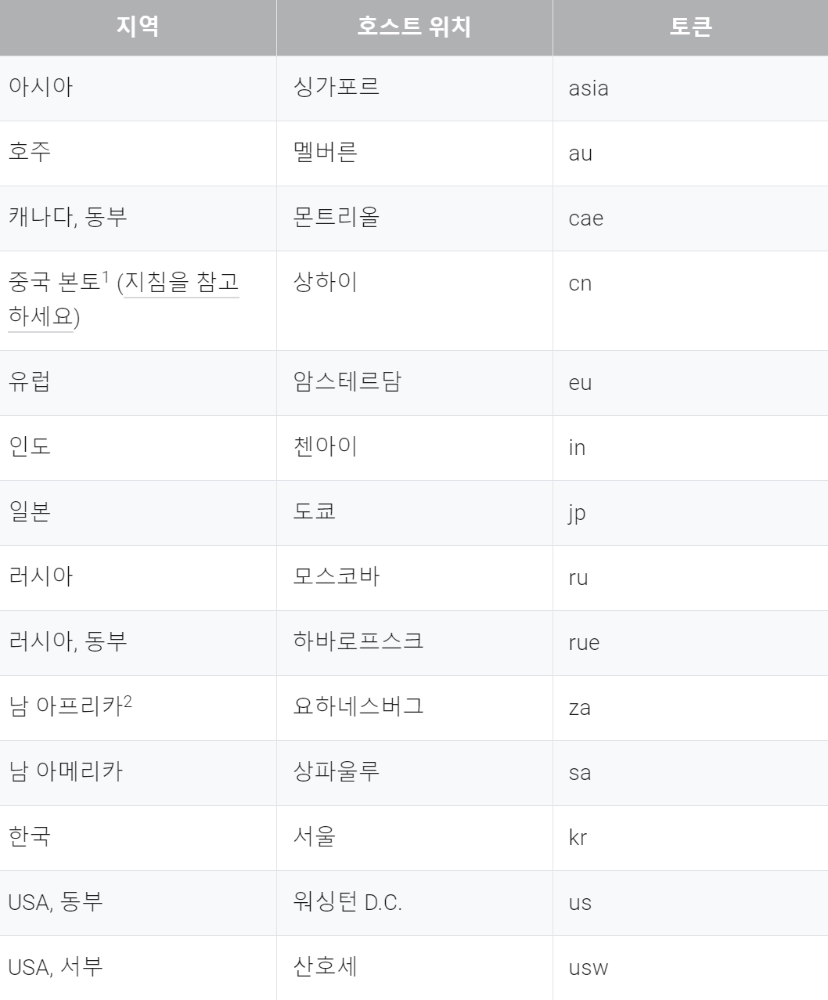 지역 호스트 위치 토큰
아시아 싱가포르 asia
호주 멜버른 au
캐나다, 동부 몬트리올 cae
중국 본토1 (지침을 참고 상하이 cn
하세요)
유럽 암스테르담 eu
인도 첸아이 in
일본 도쿄 jp
러시아 모스코바 ru
러시아, 동부 하바로프스크 rue
남 아프리카2 요하네스버그 za
남 아메리카 상파울루 sa
한국 서울 kr
USA, 동부 워싱턴 D.C. us
USA, 서부 산호세 usw